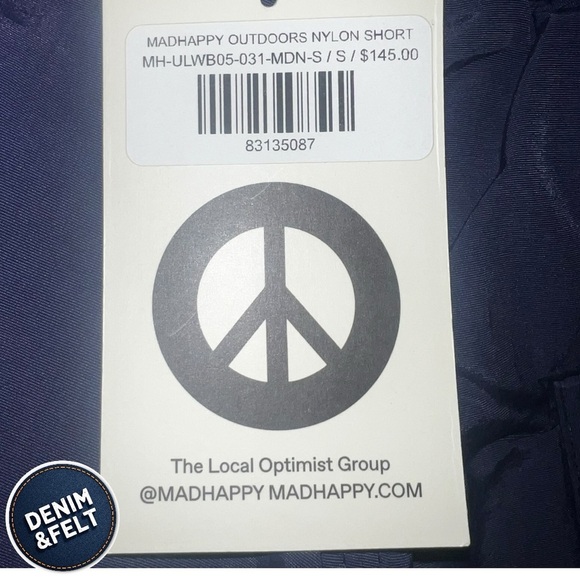 MADHAPPY OUTDOORS NYLON SHORT
MH-ULWB05-031-MDN-S / S / $145.00
83135087
The Local Optimist Group
@MADHAPPY MADHAPPY.COM
DENIM
&FELT